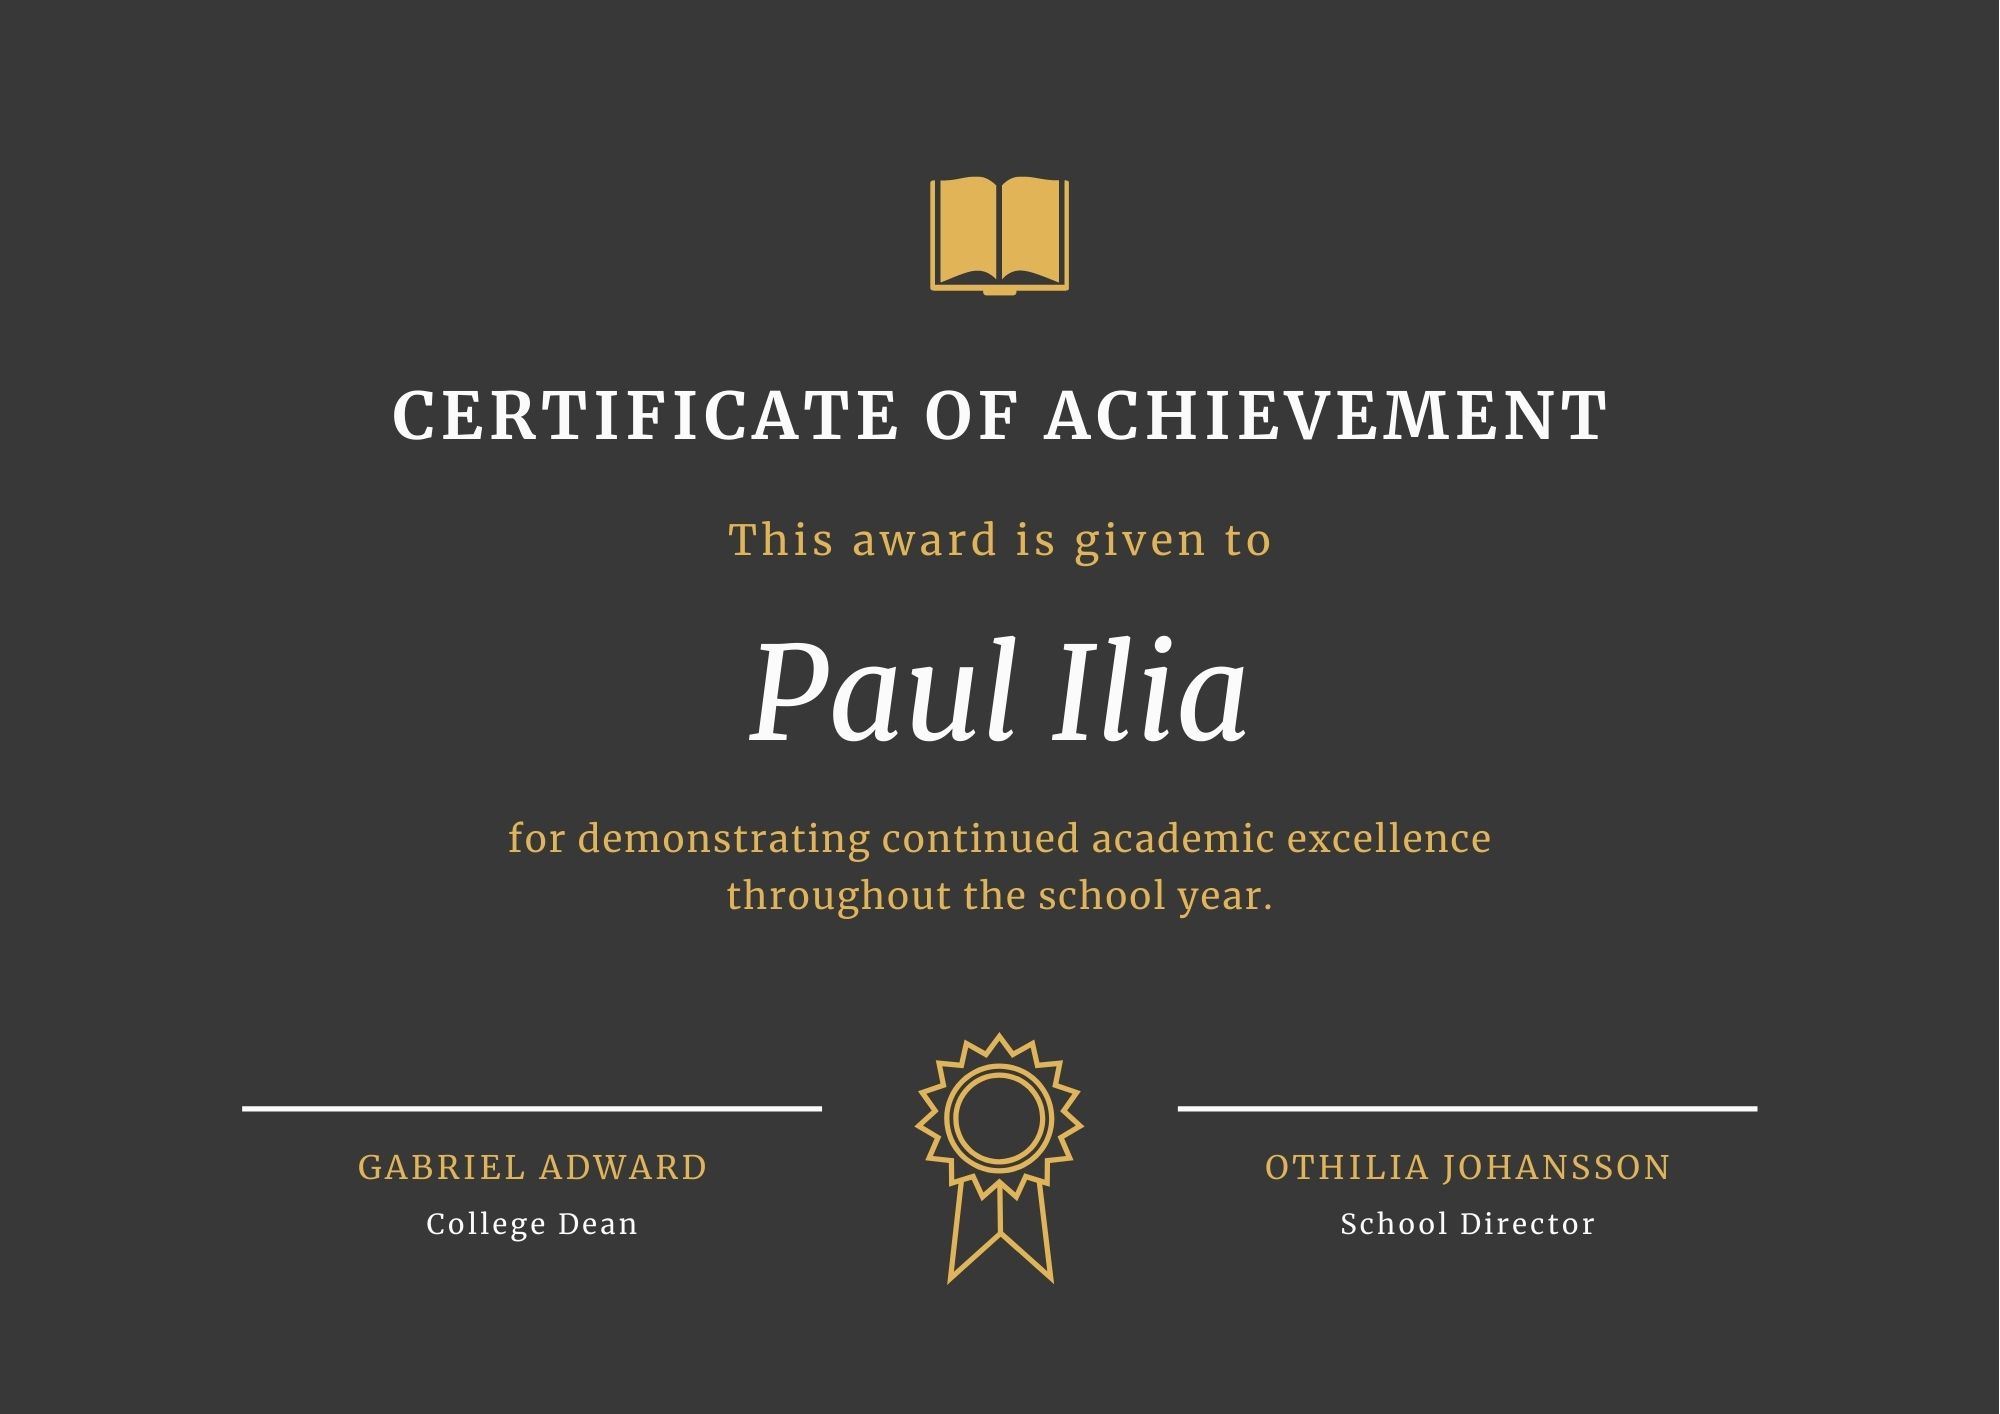 CERTIFICATE OF ACHIEVEMENT
This award is given to
Paul Ilia
for demonstrating continued academic excellence
throughout the school year.
GABRIEL ADWARD
College Dean
OTHILIA JOHANSSON
School Director